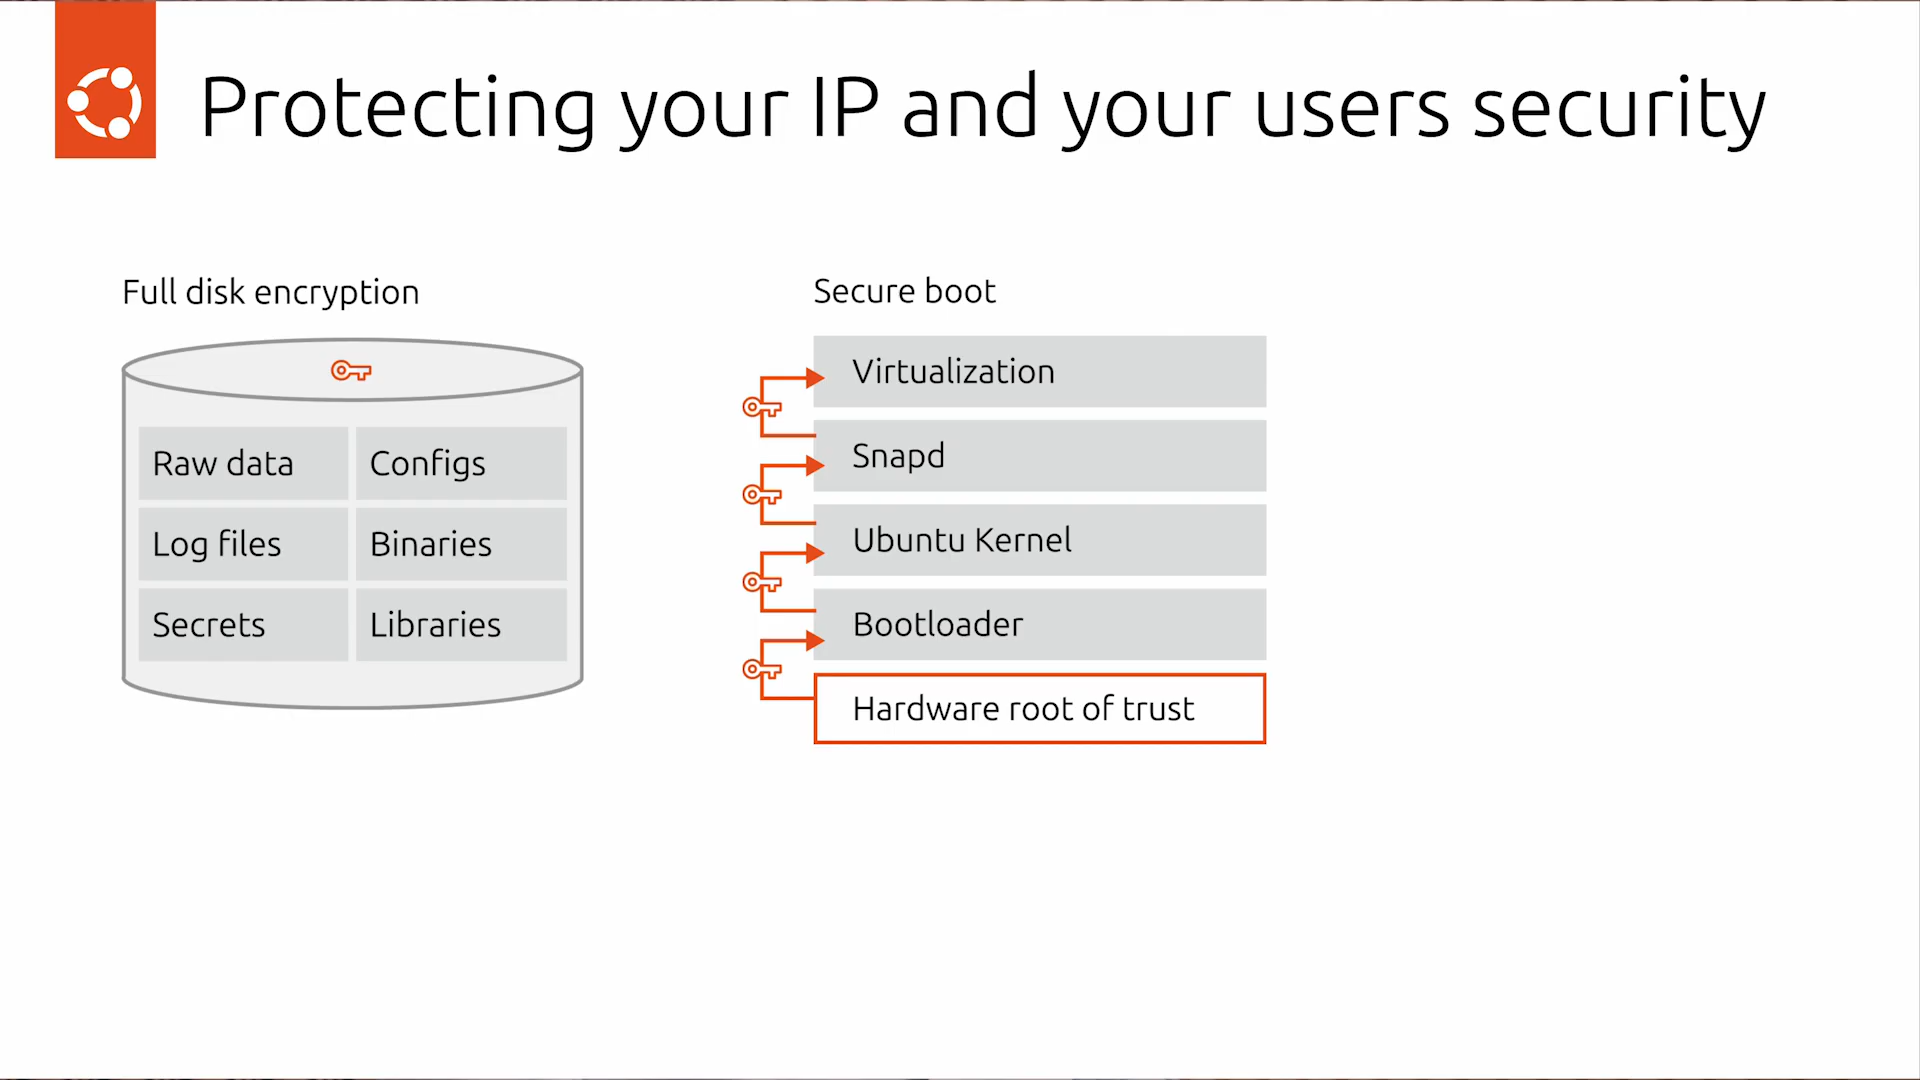 Protecting your IP and your users security
Full disk encryption
Raw data
Configs
Log files
Binaries
Secrets
Libraries
Secure boot
Virtualization
Snapd
Ubuntu Kernel
Bootloader
Hardware root of trust